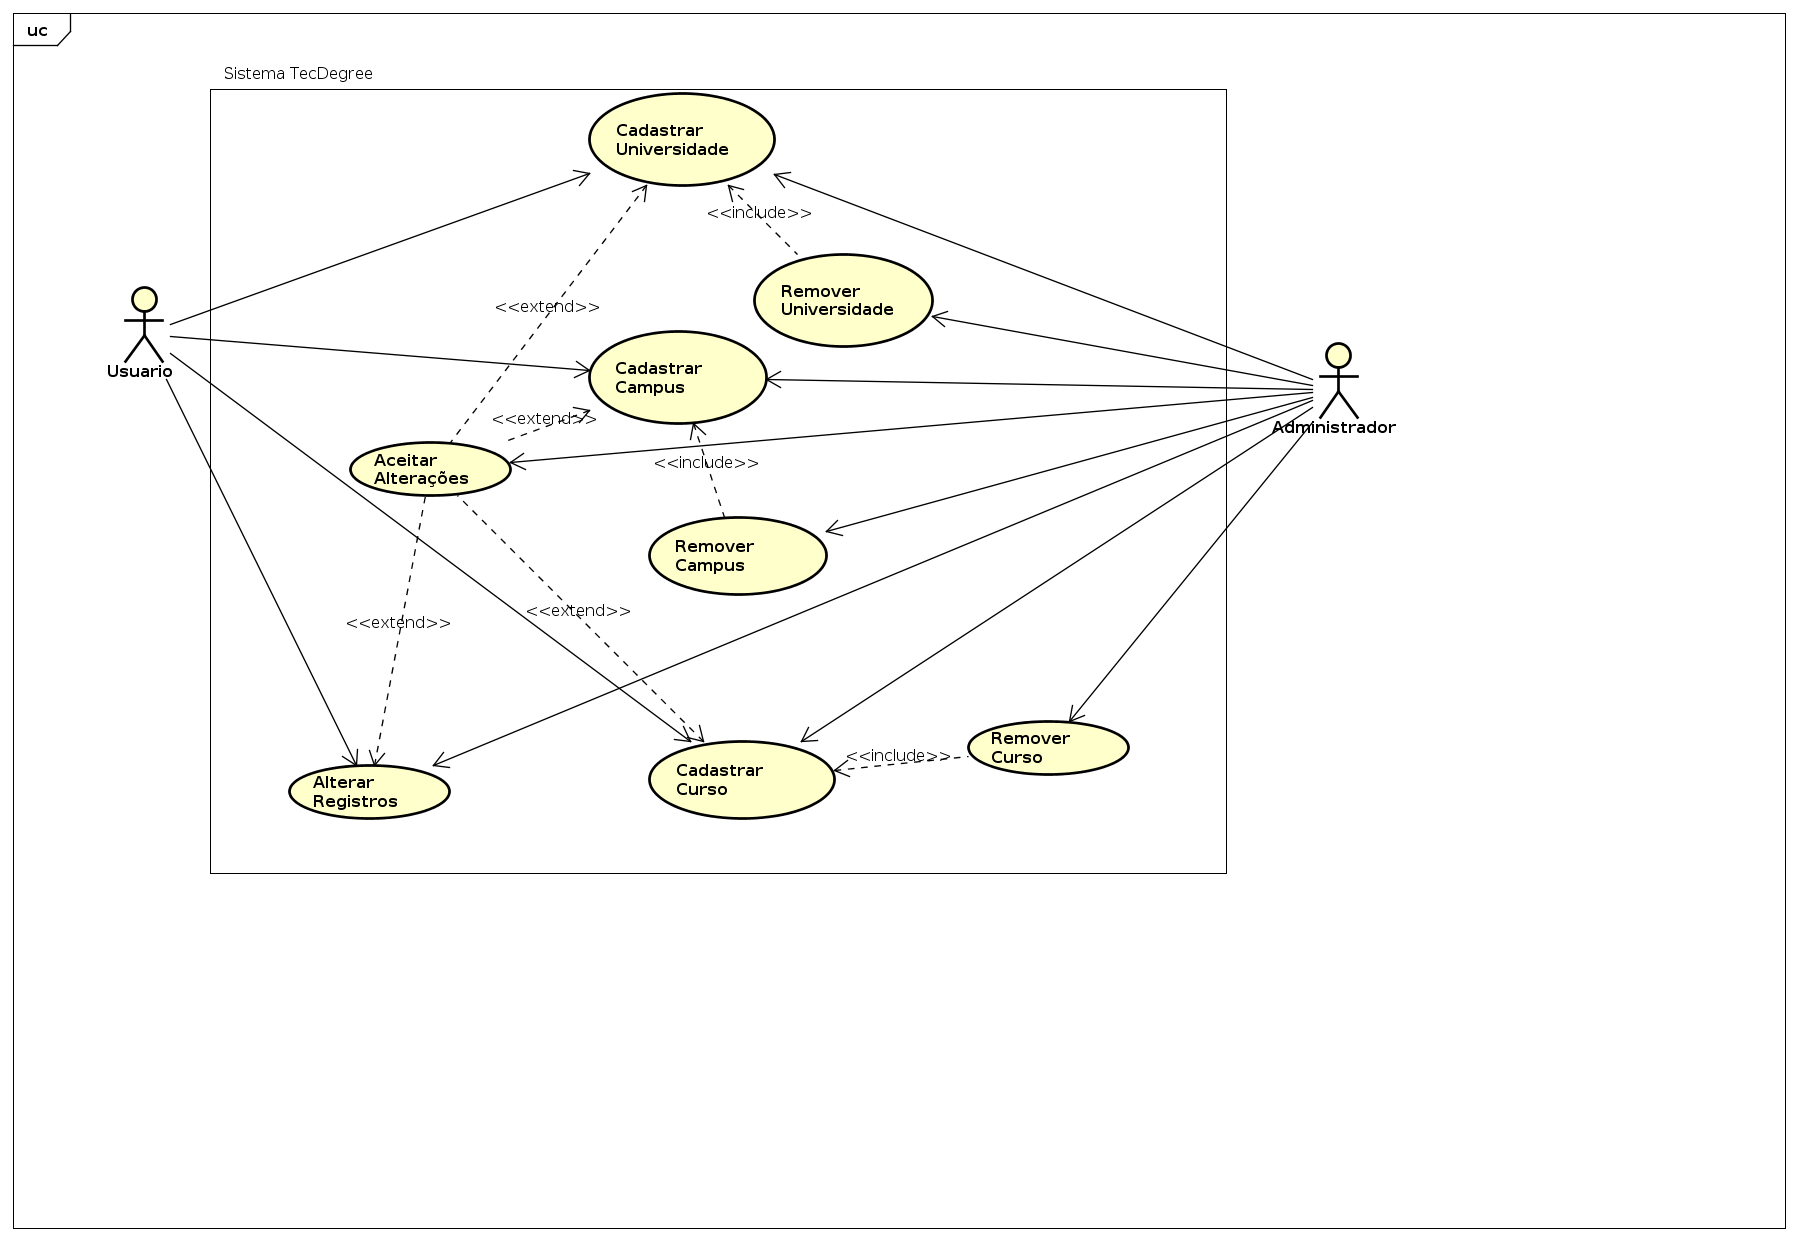 uc
Sistema TecDegree
Cadastrar
Universidade
<<include>>
Remover
Universidade
<<extend>>
Usuario
Cadastrar
Campus
<<extend>>
Administrador
Aceitar
Alterações
<<include>>
Remover
Campus
<<extend>>
<<extend>>
Remover
Curso
<<include>>
Cadastrar
Curso
Alterar
Registros